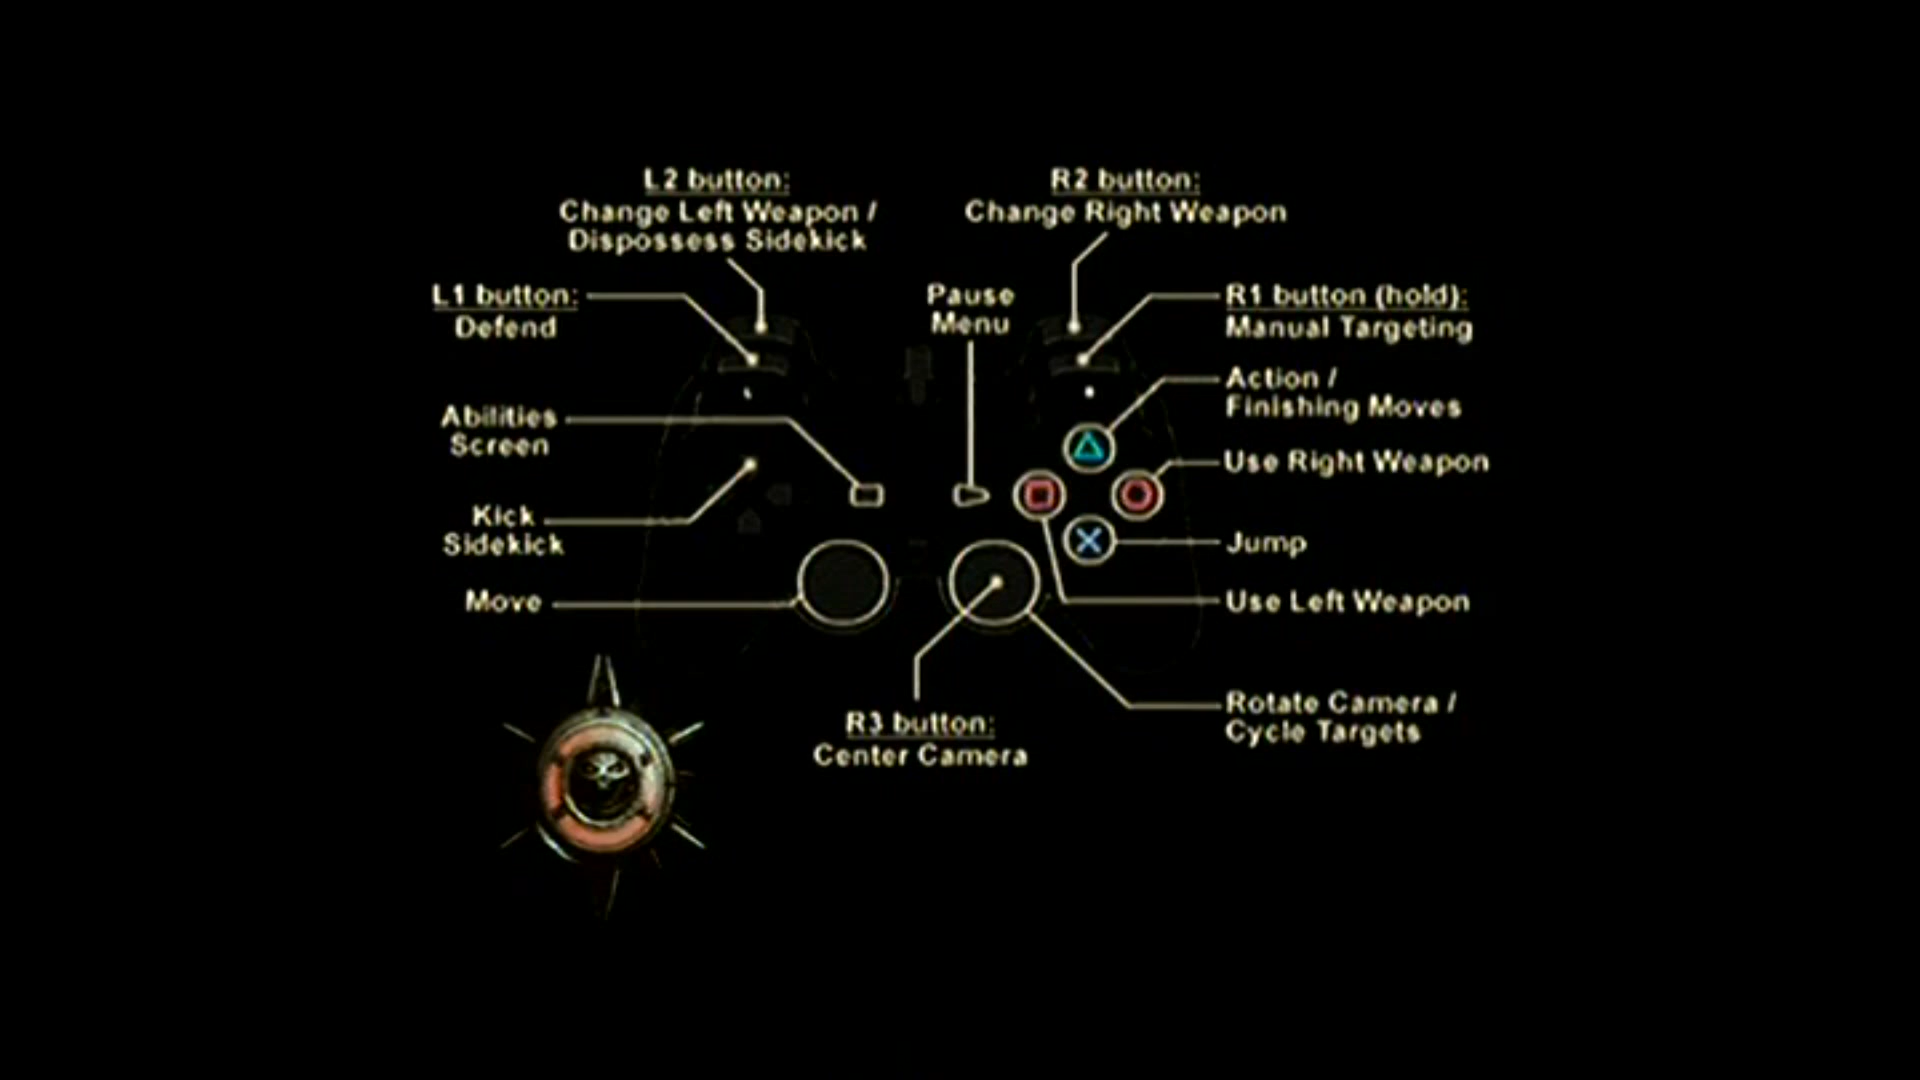 L2 button:
Change Left Weapon /
Dispossess Sidekick
R2 button:
Change Right Weapon
L1 button:
Defend
Pause
Menu
R1 button (hold):
Manual Targeting
Action /
Finishing Moves
Abilities
Screen
Use Right Weapon
Kick
Sidekick
Jump
Move
Use Left Weapon
R3 button:
Center Camera
Rotate Camera /
Cycle Targets